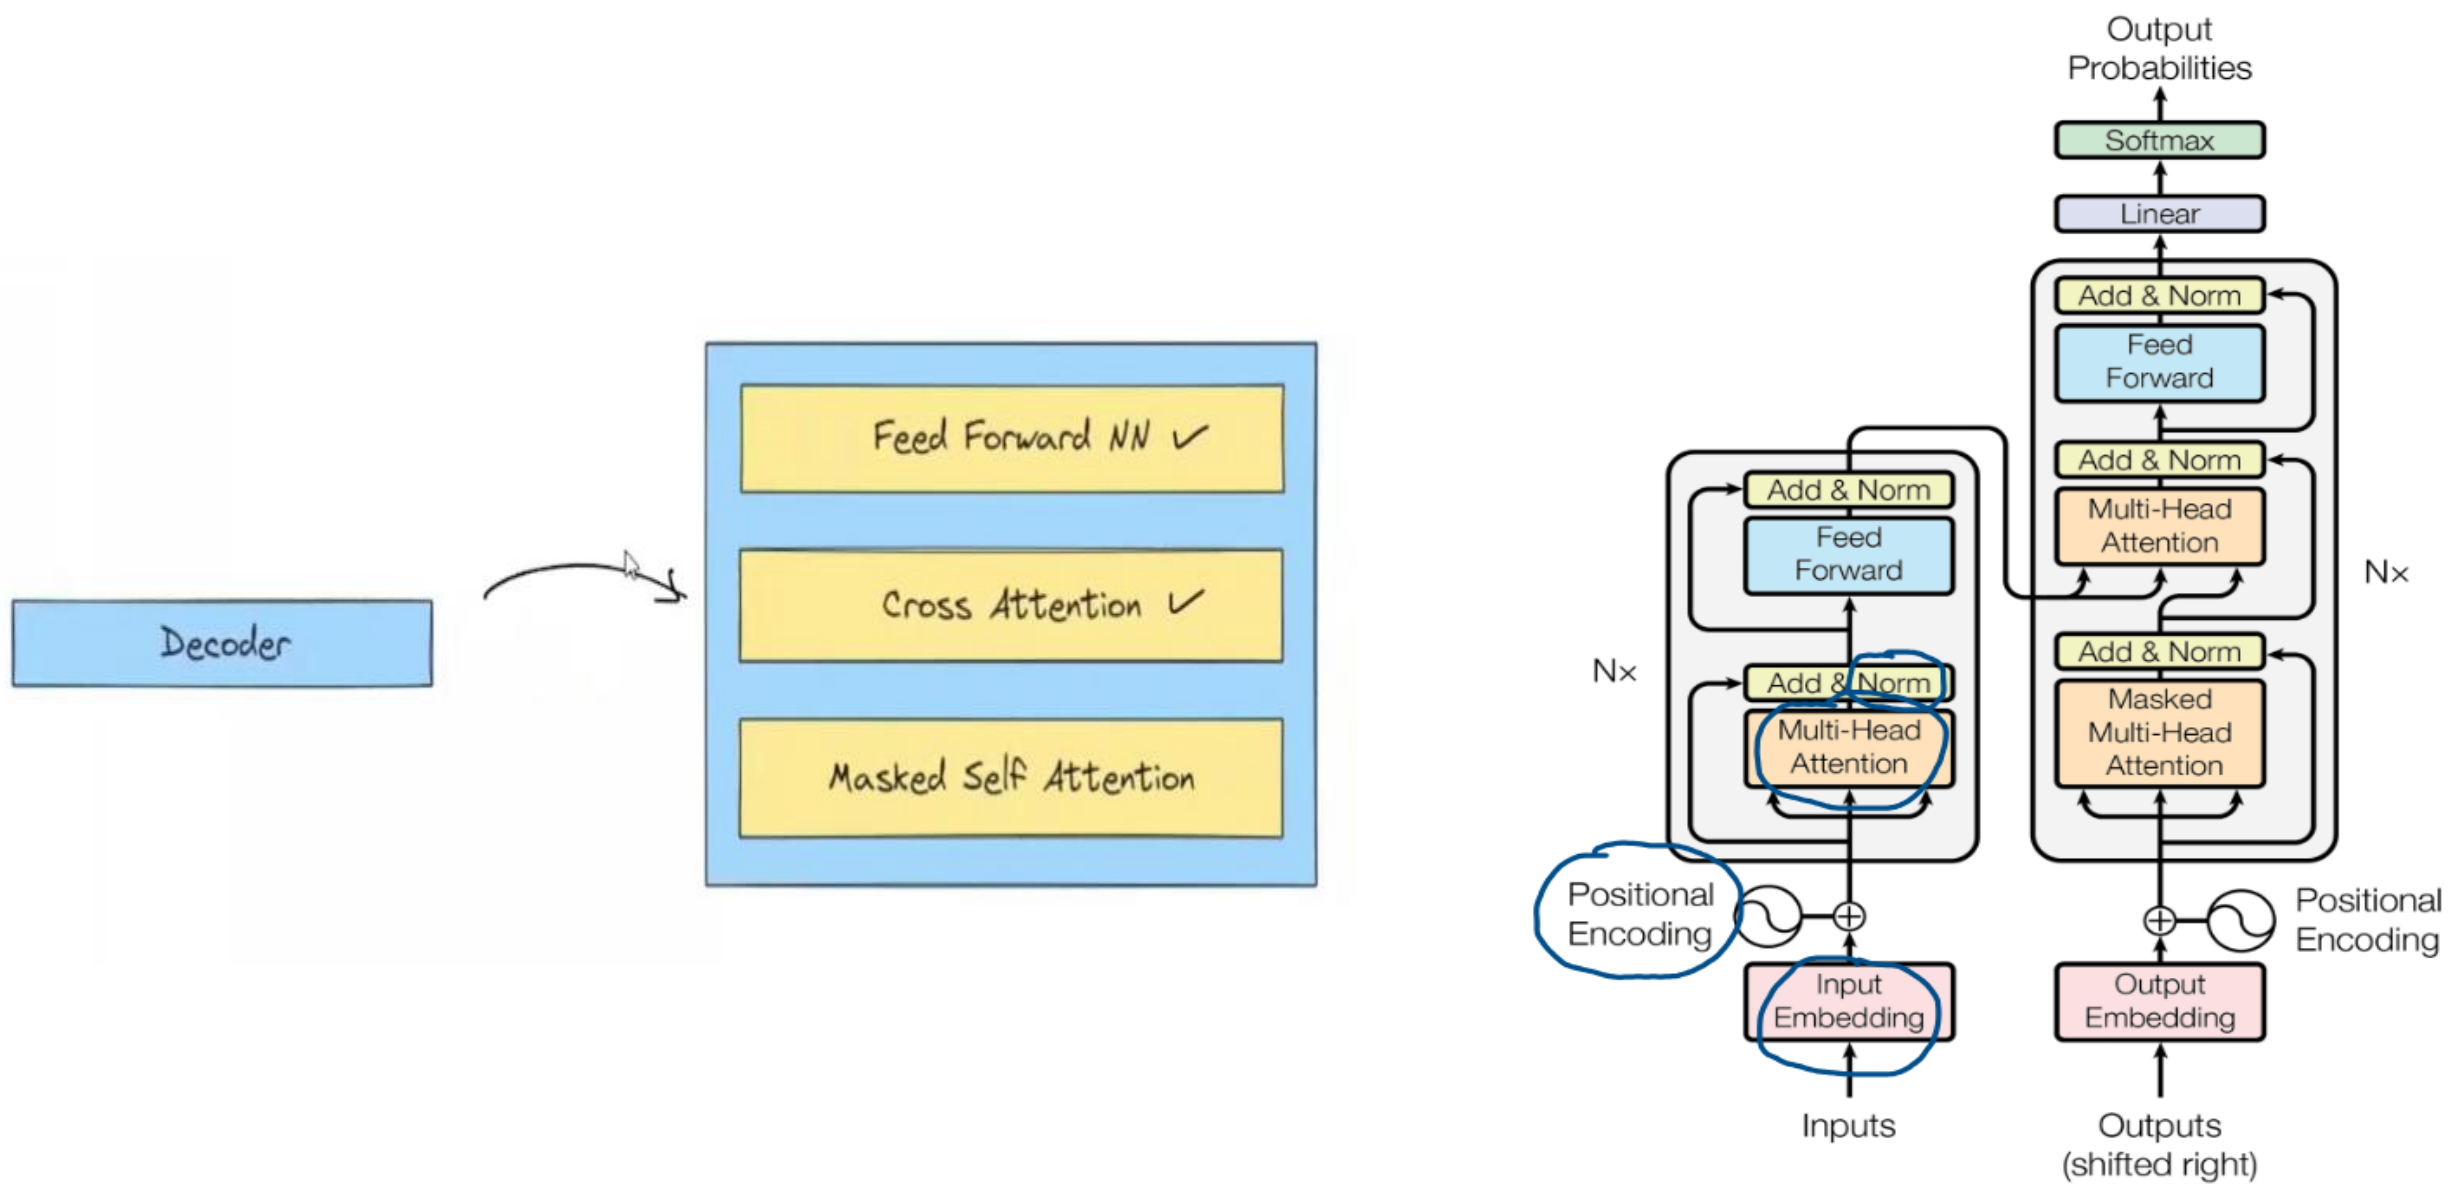 Decoder
Feed Forward NN ✓
Cross Attention ✓
Masked Self Attention
Nx
Add & Norm
Feed
Forward
Add & Norm
Multi-Head
Attention
Positional
Encoding
Input
Embedding
Inputs
Output
Probabilities
Softmax
Linear
Add & Norm
Feed
Forward
Add & Norm
Multi-Head
Attention
Nx
Add & Norm
Masked
Multi-Head
Attention
Positional
Encoding
Output
Embedding
Outputs
(shifted right)